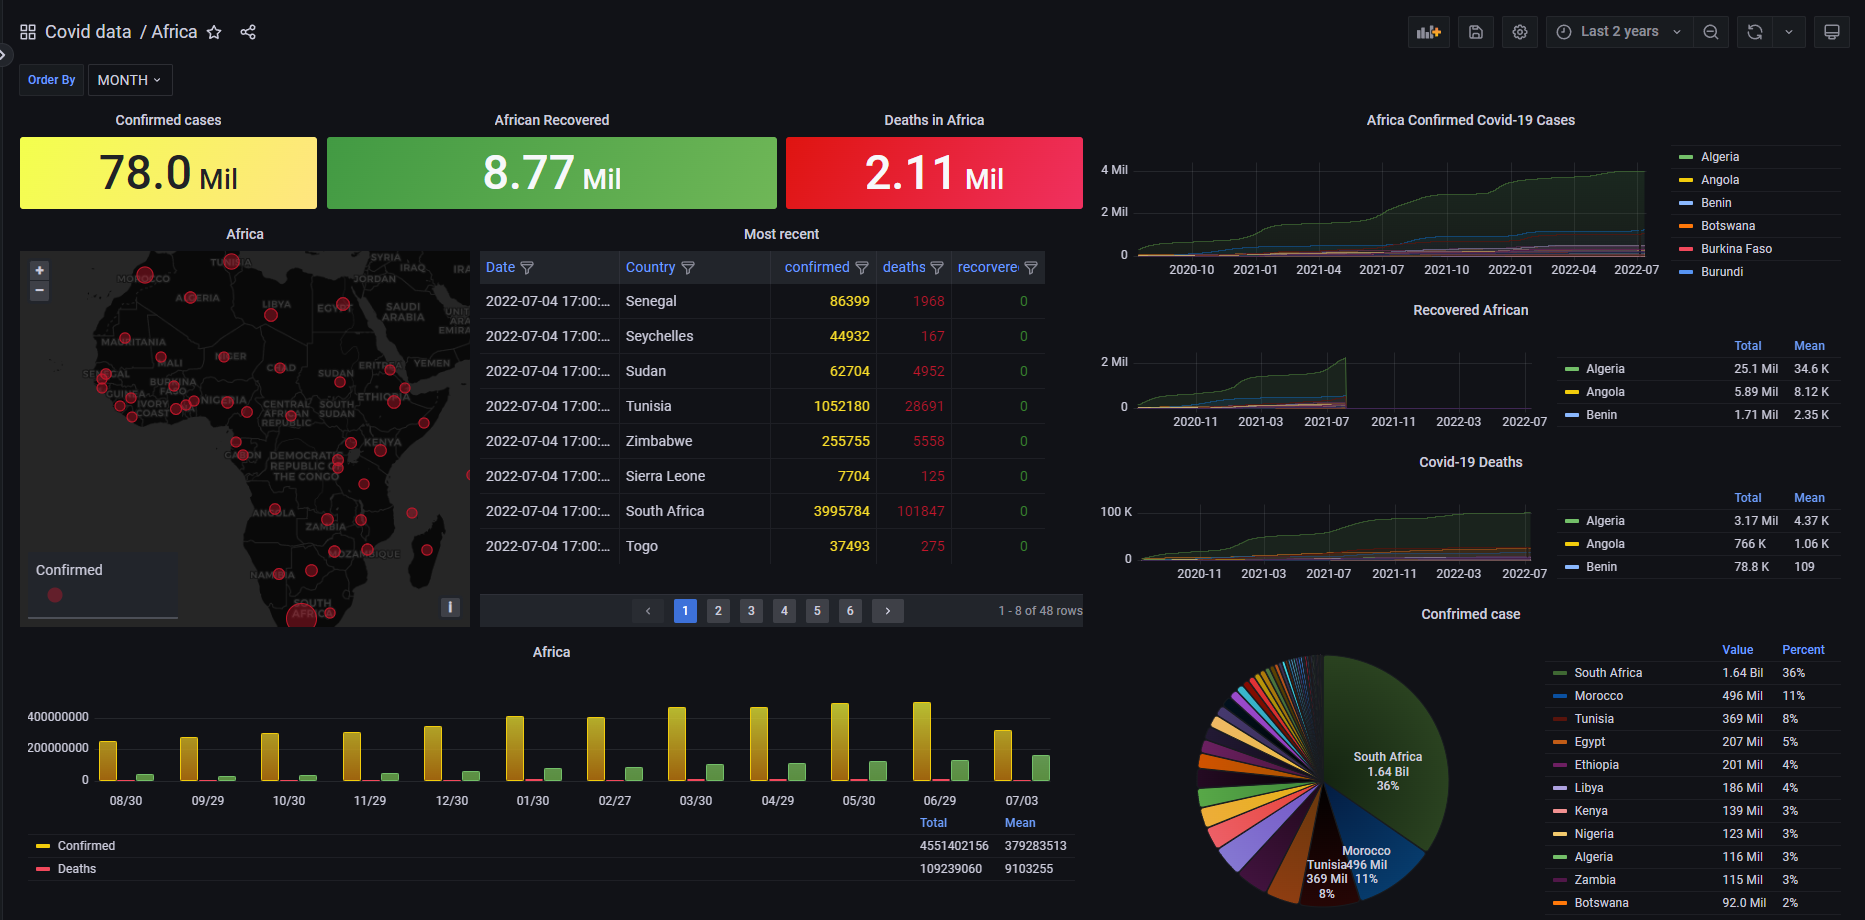 Covid data / Africa
Last 2 years
Order By MONTH
Confirmed cases
78.0 Mil
African Recovered
8.77 Mil
Deaths in Africa
2.11 Mil
Africa
+
−
SYRIA
IRAQ
IRA
JORDAN
TUNISIA
MOROCCO
ALGERIA
LIBYA
EGYPT
SAUDI
ARABIA
UNIT
ARA
EMIRA
MAURITANIA
MALI
NIGER
CHAD
SUDAN
ERITREA
YEMEN
SENEGAL
BURKINA
FASO
GUINEA
IVORY
COAST
NIGERIA
CENTRAL
AFRICAN
REPUBLIC
SOUTH
SUDAN
ETHIOPIA
KENYA
GABON
DEMOCRATIC
REPUBLIC OF
THE CONGO
ANGOLA
ZAMBIA
MOZAMBIQUE
NAMIBIA
SOUTH
AFRICA
Confirmed
i
Most recent
Date Country confirmed deaths recorvere
2022-07-04 17:00:... Senegal 86399 1968 0
2022-07-04 17:00:... Seychelles 44932 167 0
2022-07-04 17:00:... Sudan 62704 4952 0
2022-07-04 17:00:... Tunisia 1052180 28691 0
2022-07-04 17:00:... Zimbabwe 255755 5558 0
2022-07-04 17:00:... Sierra Leone 7704 125 0
2022-07-04 17:00:... South Africa 3995784 101847 0
2022-07-04 17:00:... Togo 37493 275 0
1 2 3 4 5 6 1 - 8 of 48 rows
Africa
400000000
200000000
0
08/30 09/29 10/30 11/29 12/30 01/30 02/27 03/30 04/29 05/30 06/29 07/03
Total Mean
Confirmed 4551402156 379283513
Deaths 109239060 9103255
Africa Confirmed Covid-19 Cases
4 Mil
2 Mil
0
2020-10 2021-01 2021-04 2021-07 2021-10 2022-01 2022-04 2022-07
Algeria
Angola
Benin
Botswana
Burkina Faso
Burundi
Recovered African
2 Mil
0
2020-11 2021-03 2021-07 2021-11 2022-03 2022-07
Total Mean
Algeria 25.1 Mil 34.6 K
Angola 5.89 Mil 8.12 K
Benin 1.71 Mil 2.35 K
Covid-19 Deaths
100 K
0
2020-11 2021-03 2021-07 2021-11 2022-03 2022-07
Total Mean
Algeria 3.17 Mil 4.37 K
Angola 766 K 1.06 K
Benin 78.8 K 109
Confrimed case
South Africa
1.64 Bil
36%
Morocco
496 Mil
11%
Tunisia
369 Mil
8%
Value Percent
South Africa 1.64 Bil 36%
Morocco 496 Mil 11%
Tunisia 369 Mil 8%
Egypt 207 Mil 5%
Ethiopia 201 Mil 4%
Libya 186 Mil 4%
Kenya 139 Mil 3%
Nigeria 123 Mil 3%
Algeria 116 Mil 3%
Zambia 115 Mil 3%
Botswana 92.0 Mil 2%